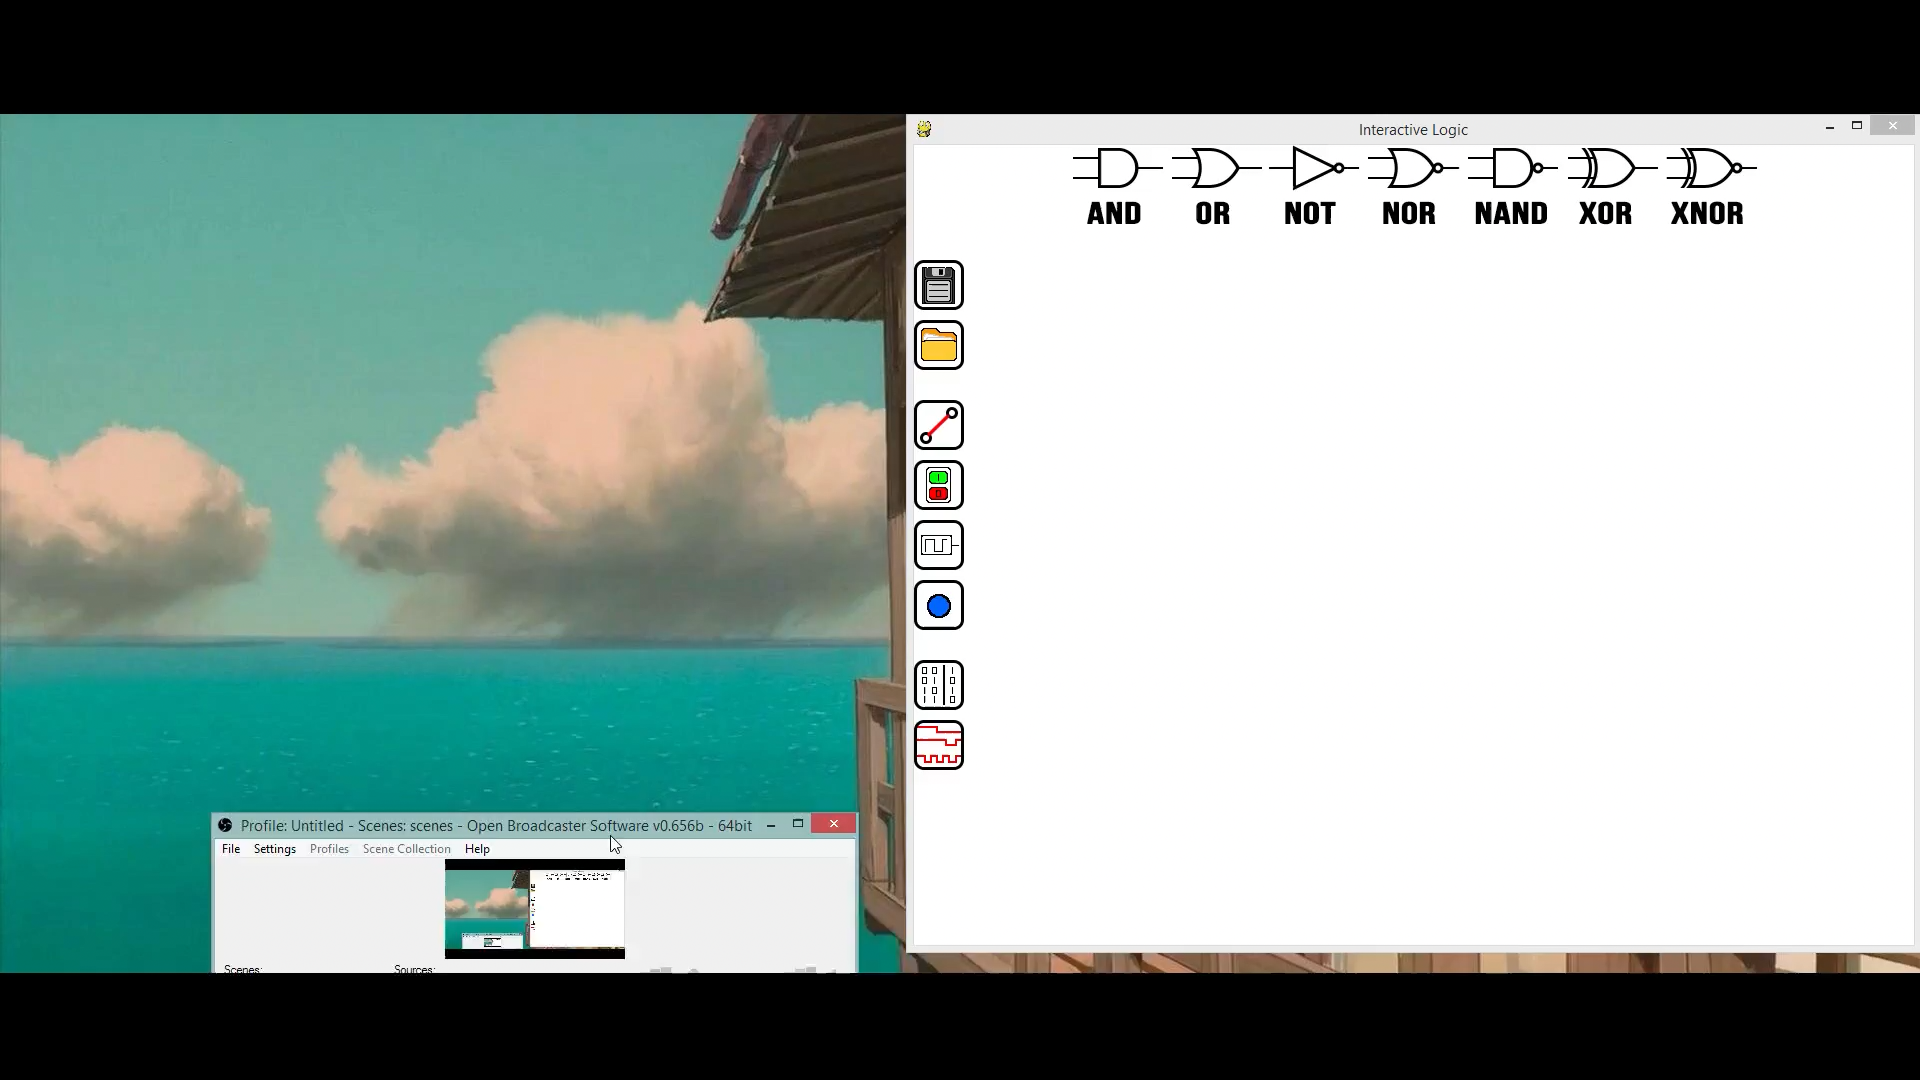 Interactive Logic
AND OR NOT NOR NAND XOR XNOR
Profile: Untitled - Scenes: scenes - Open Broadcaster Software v0.656b - 64bit
File Settings Profiles Scene Collection Help
Scenes: Sources: